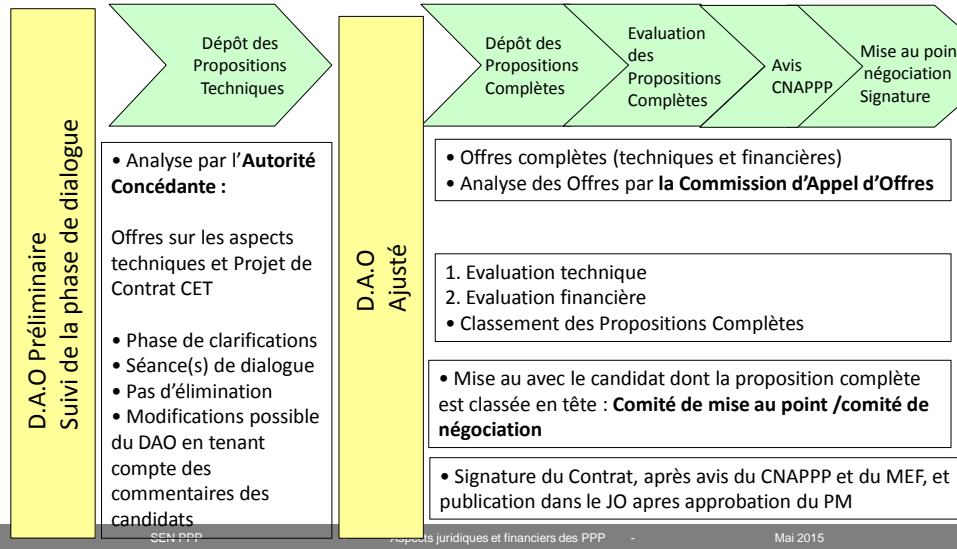 D.A.O Préliminaire
Suivi de la phase de dialogue
Dépôt des
Propositions
Techniques
• Analyse par l’Autorité
Concédante :
Offres sur les aspects
techniques et Projet de
Contrat CET
• Phase de clarifications
• Séance(s) de dialogue
• Pas d’élimination
• Modifications possible
du DAO en tenant
compte des
commentaires des
candidats
D.A.O
Ajusté
Dépôt des
Propositions
Complètes
Evaluation
des
Propositions
Complètes
Avis
CNAPPP
Mise au poin
négociation
Signature
• Offres complètes (techniques et financières)
• Analyse des Offres par la Commission d’Appel d’Offres
1. Evaluation technique
2. Evaluation financière
• Classement des Propositions Complètes
• Mise au avec le candidat dont la proposition complète
est classée en tête : Comité de mise au point /comité de
négociation
• Signature du Contrat, après avis du CNAPPP et du MEF, et
publication dans le JO apres approbation du PM
SEN PPP
Aspects juridiques et financiers des PPP -
Mai 2015